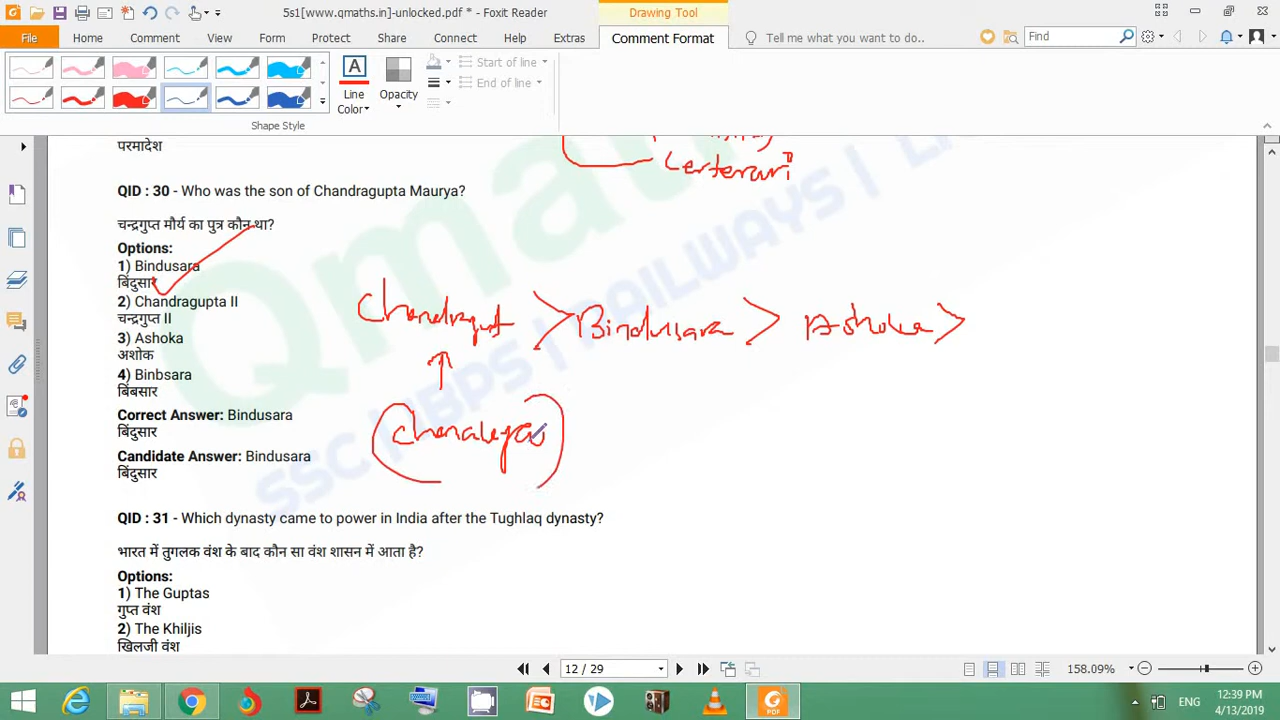 5s1[www.qmaths.in]-unlocked.pdf * - Foxit Reader
Drawing Tool
File
Home
Comment
View
Form
Protect
Share
Connect
Help
Extras
Comment Format
Tell me what you want to do..
Find
A
Line Color
Opacity
Start of line
End of line
Shape Style
परमादेश
Certerari
QID : 30 - Who was the son of Chandragupta Maurya?
चन्द्रगुप्त मौर्य का पुत्र कौन था?
Options:
1) Bindusara
बिंदुसार
2) Chandragupta II
चन्द्रगुप्त II
3) Ashoka
अशोक
4) Binbsara
बिंबसार
Correct Answer: Bindusara
बिंदुसार
Candidate Answer: Bindusara
बिंदुसार
Chandragupt > Bindusara > Ashoka >
QID : 31 - Which dynasty came to power in India after the Tughlaq dynasty?
भारत में तुगलक वंश के बाद कौन सा वंश शासन में आता है?
Options:
1) The Guptas
गुप्त वंश
2) The Khiljis
खिलजी वंश
12 / 29
158.09%
ENG
12:39 PM
4/13/2019